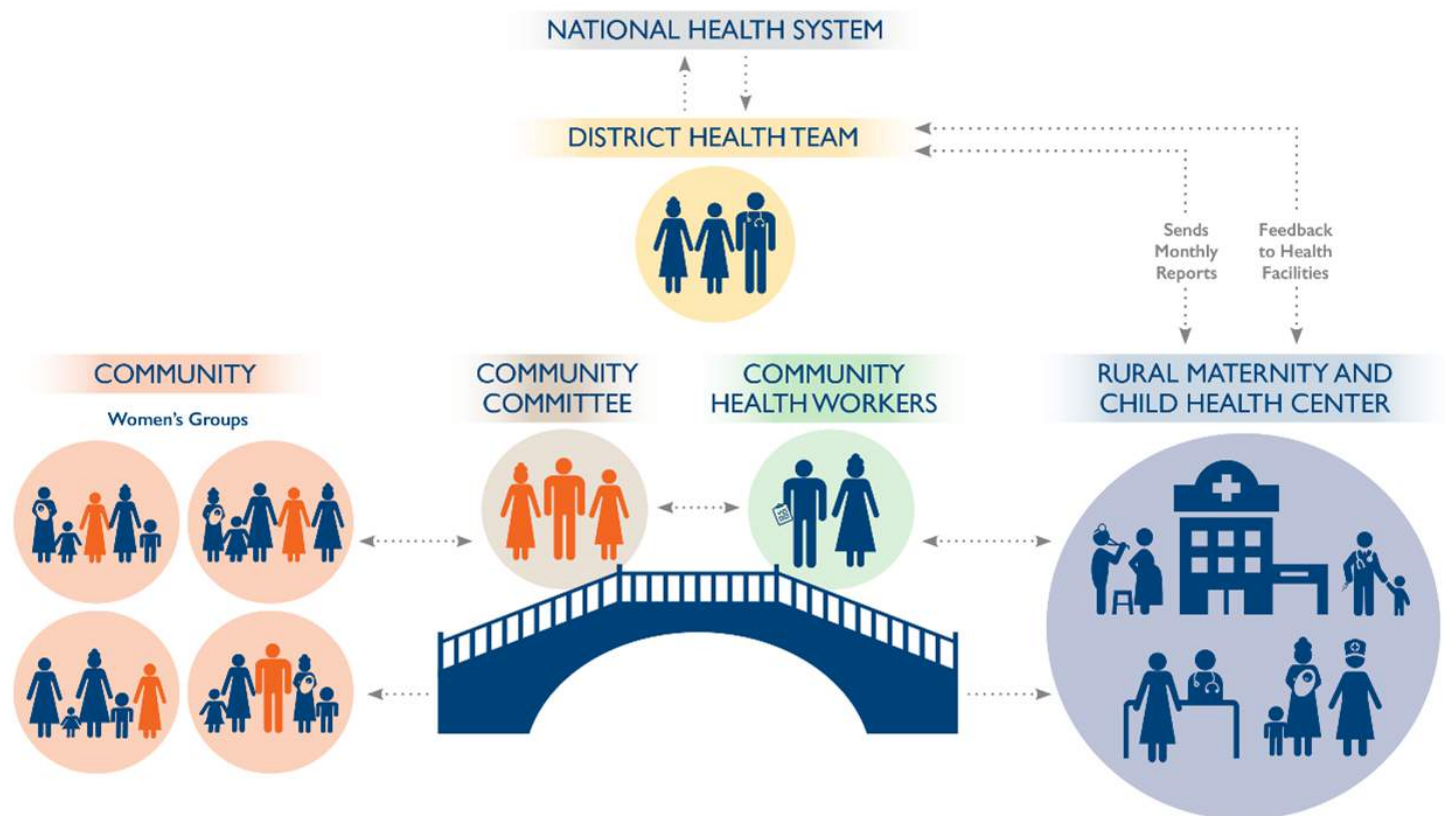 NATIONAL HEALTH SYSTEM
DISTRICT HEALTH TEAM
Sends
Monthly
Reports
Feedback
to Health
Facilities
COMMUNITY
Women's Groups
COMMUNITY
COMMITTEE
COMMUNITY
HEALTH WORKERS
RURAL MATERNITY AND
CHILD HEALTH CENTER